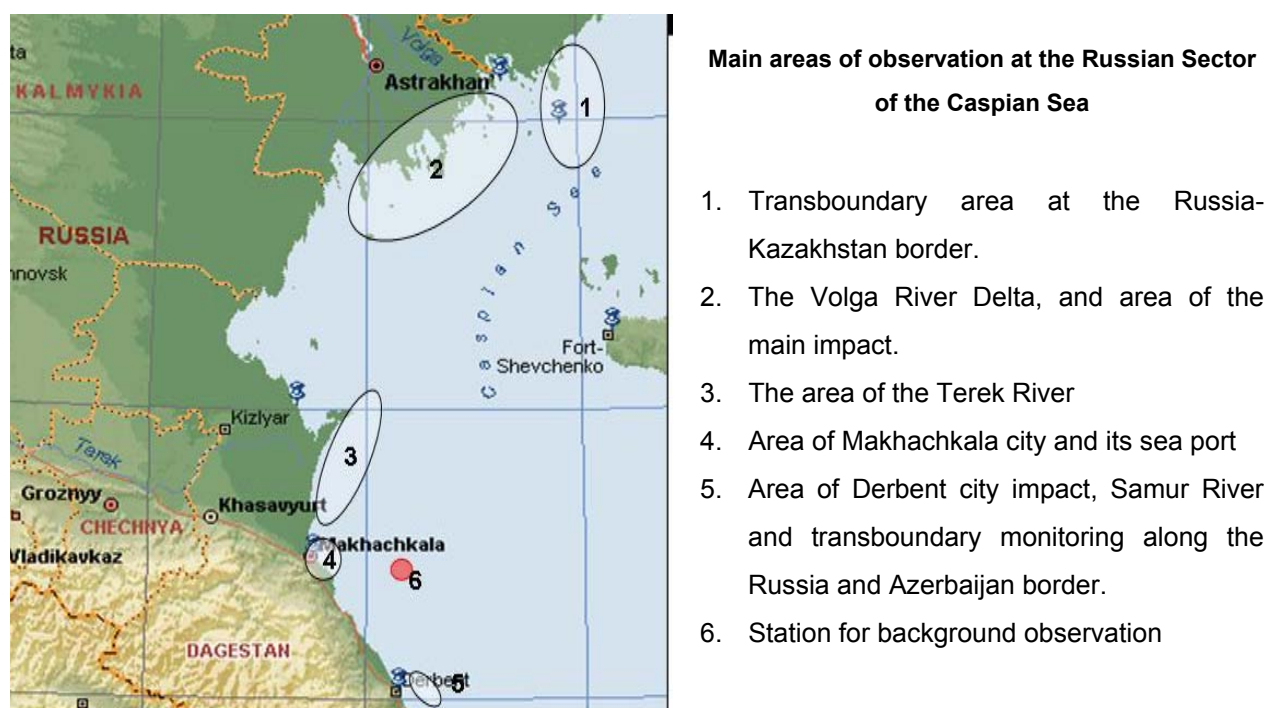 ta
KALMYKIA
Volga
Astrakhan'
1
2
RUSSIA
nnovsk
Caspian See
Fort-
Shevchenko
Kizlyar
Terek
3
Groznyy
Khasavyurt
CHECHNYA
Makhachkala
Vladikavkaz
4
6
DAGESTAN
Derbent
5
Main areas of observation at the Russian Sector
of the Caspian Sea
1. Transboundary area at the Russia-
Kazakhstan border.
2. The Volga River Delta, and area of the
main impact.
3. The area of the Terek River
4. Area of Makhachkala city and its sea port
5. Area of Derbent city impact, Samur River
and transboundary monitoring along the
Russia and Azerbaijan border.
6. Station for background observation